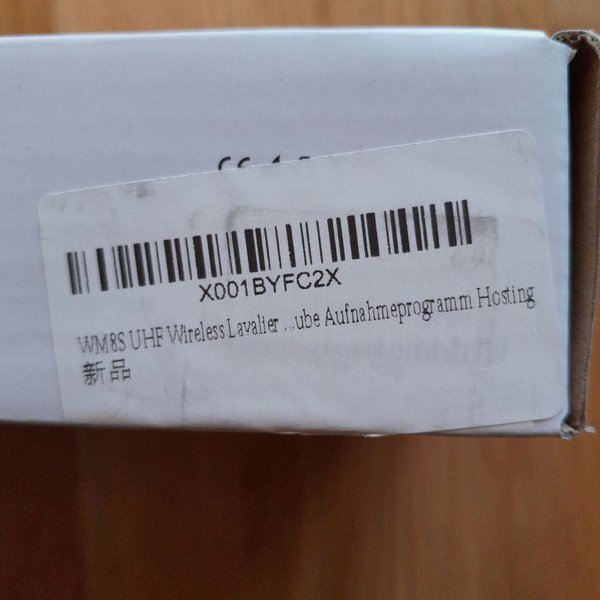 X001BYFC2X
WM8S UHF Wireless Lavalier ...ube Aufnahmeprogramm Hosting
新品